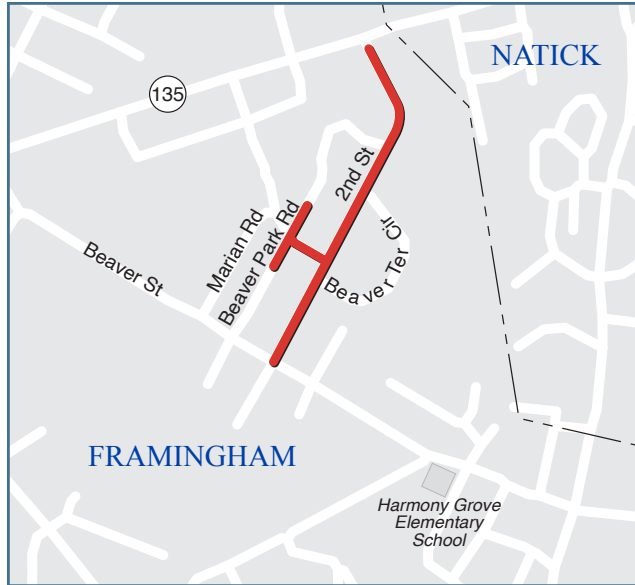 NATICK
135
2nd St
Marian Rd
Beaver Park Rd
Beaver Ter Cir
Beaver St
FRAMINGHAM
Harmony Grove
Elementary
School